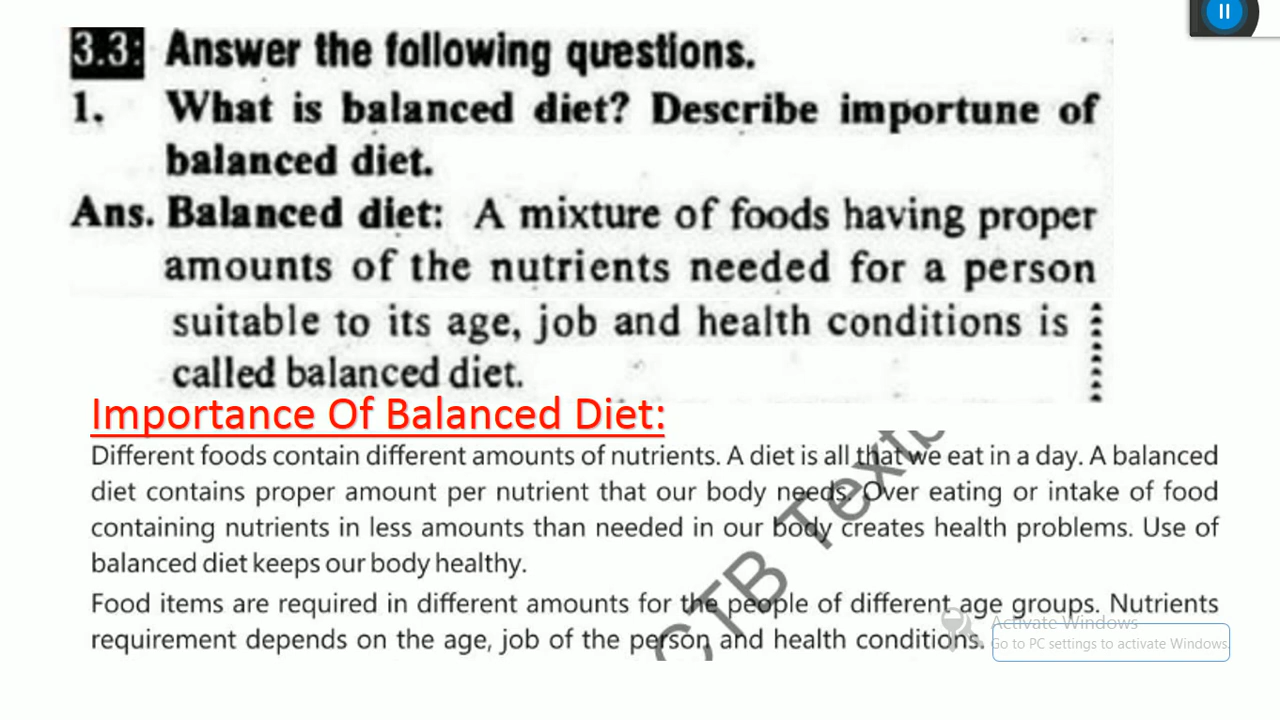 3.3: Answer the following questions.
1. What is balanced diet? Describe importune of
balanced diet.
Ans. Balanced diet: A mixture of foods having proper
amounts of the nutrients needed for a person
suitable to its age, job and health conditions is
called balanced diet.
Importance Of Balanced Diet:
Different foods contain different amounts of nutrients. A diet is all that we eat in a day. A balanced
diet contains proper amount per nutrient that our body needs. Over eating or intake of food
containing nutrients in less amounts than needed in our body creates health problems. Use of
balanced diet keeps our body healthy.
Food items are required in different amounts for the people of different age groups. Nutrients
requirement depends on the age, job of the person and health conditions.
Activate Windows
Go to PC settings to activate Windows.
CTB Textb